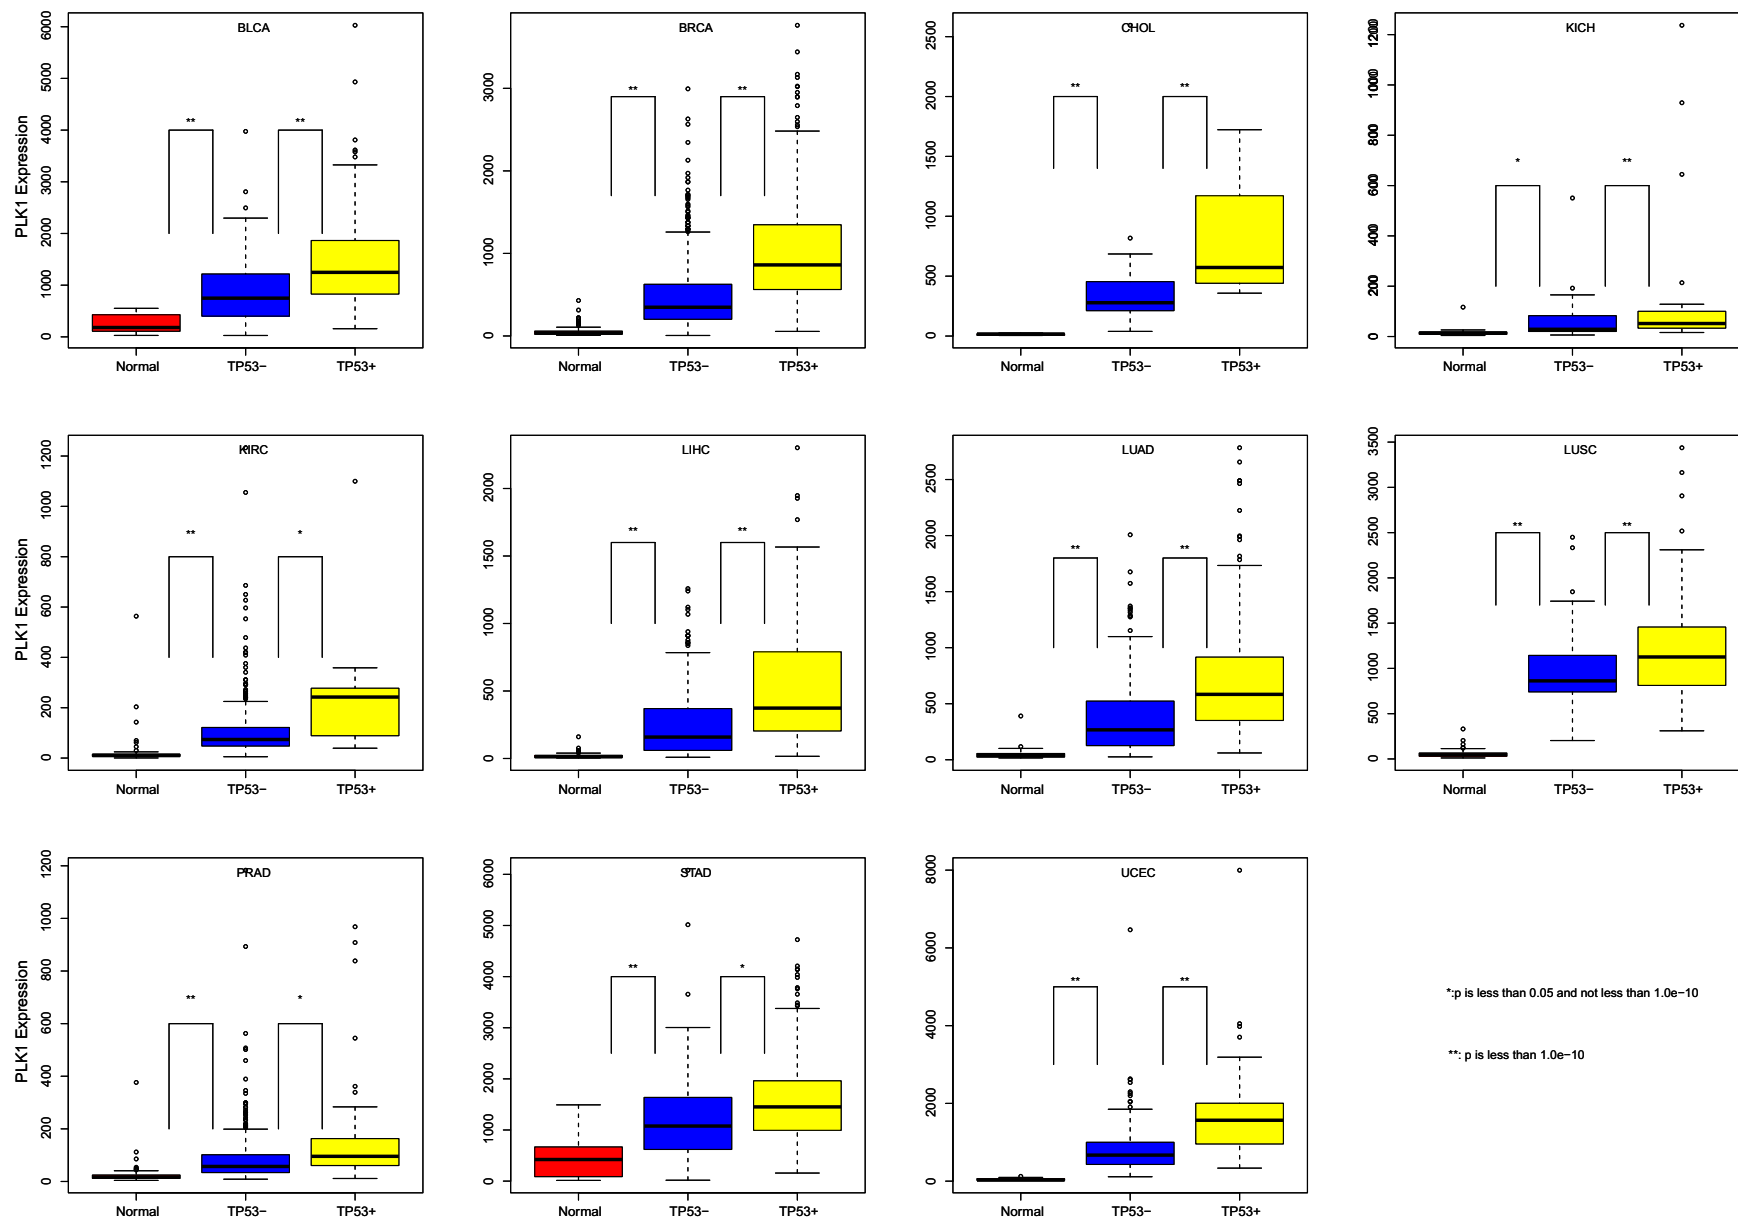 BLCA
PLK1 Expression
0 1000 2000 3000 4000 5000 6000
** **
Normal TP53− TP53+
BRCA
0 1000 2000 3000
** **
Normal TP53− TP53+
CHOL
0 500 1000 1500 2000 2500
** **
Normal TP53− TP53+
KICH
0 200 400 600 800 1000 1200
* **
Normal TP53− TP53+
KIRC
PLK1 Expression
0 200 400 600 800 1000 1200
** *
Normal TP53− TP53+
LIHC
0 500 1000 1500 2000
** **
Normal TP53− TP53+
LUAD
0 500 1000 1500 2000 2500
** **
Normal TP53− TP53+
LUSC
0 500 1000 1500 2000 2500 3000 3500
** **
Normal TP53− TP53+
PRAD
PLK1 Expression
0 200 400 600 800 1000 1200
** *
Normal TP53− TP53+
STAD
0 1000 2000 3000 4000 5000 6000
** *
Normal TP53− TP53+
UCEC
0 2000 4000 6000 8000
** **
Normal TP53− TP53+
*:p is less than 0.05 and not less than 1.0e−10
**: p is less than 1.0e−10